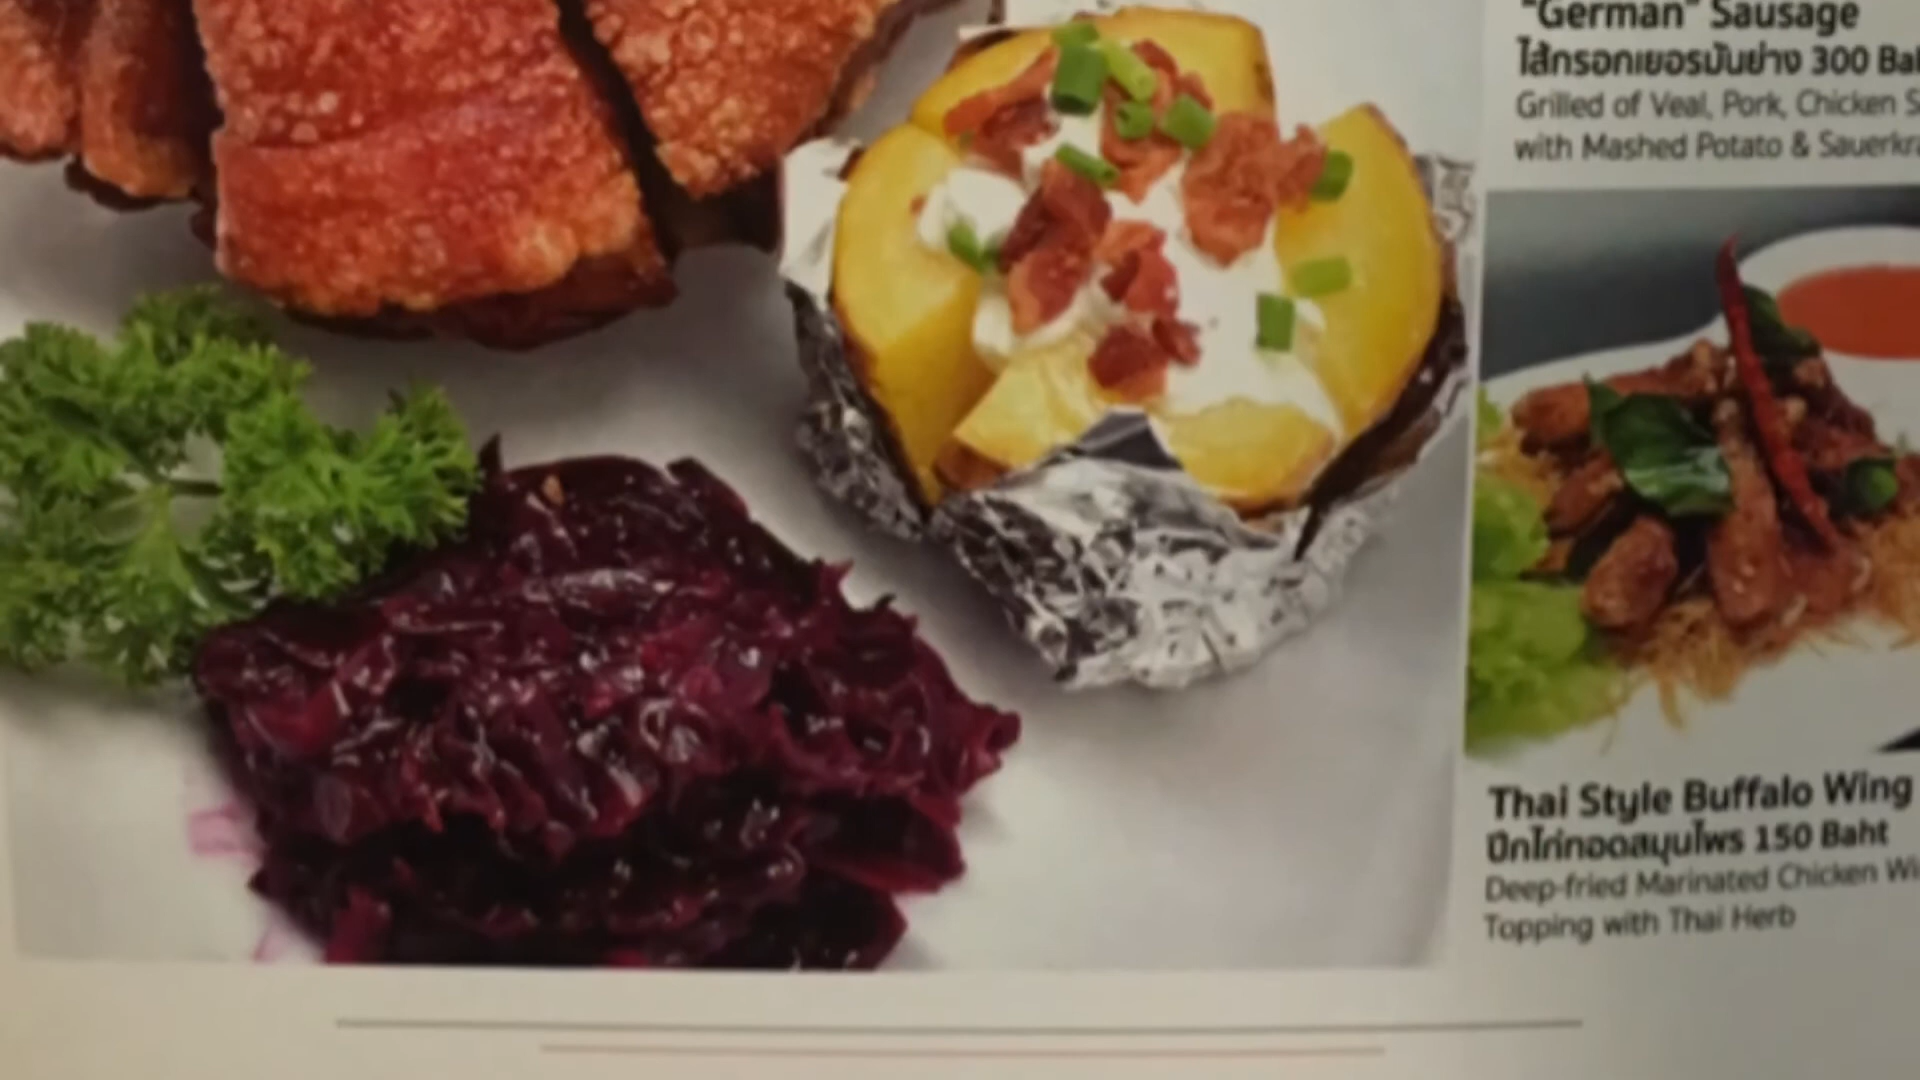 "German" Sausage
ไส้กรอกเยอรมันย่าง 300 Bah
Grilled of Veal, Pork, Chicken S
with Mashed Potato & Sauerkra
Thai Style Buffalo Wing
ปีกไก่ทอดสมุนไพร 150 Baht
Deep-fried Marinated Chicken Wi
Topping with Thai Herb